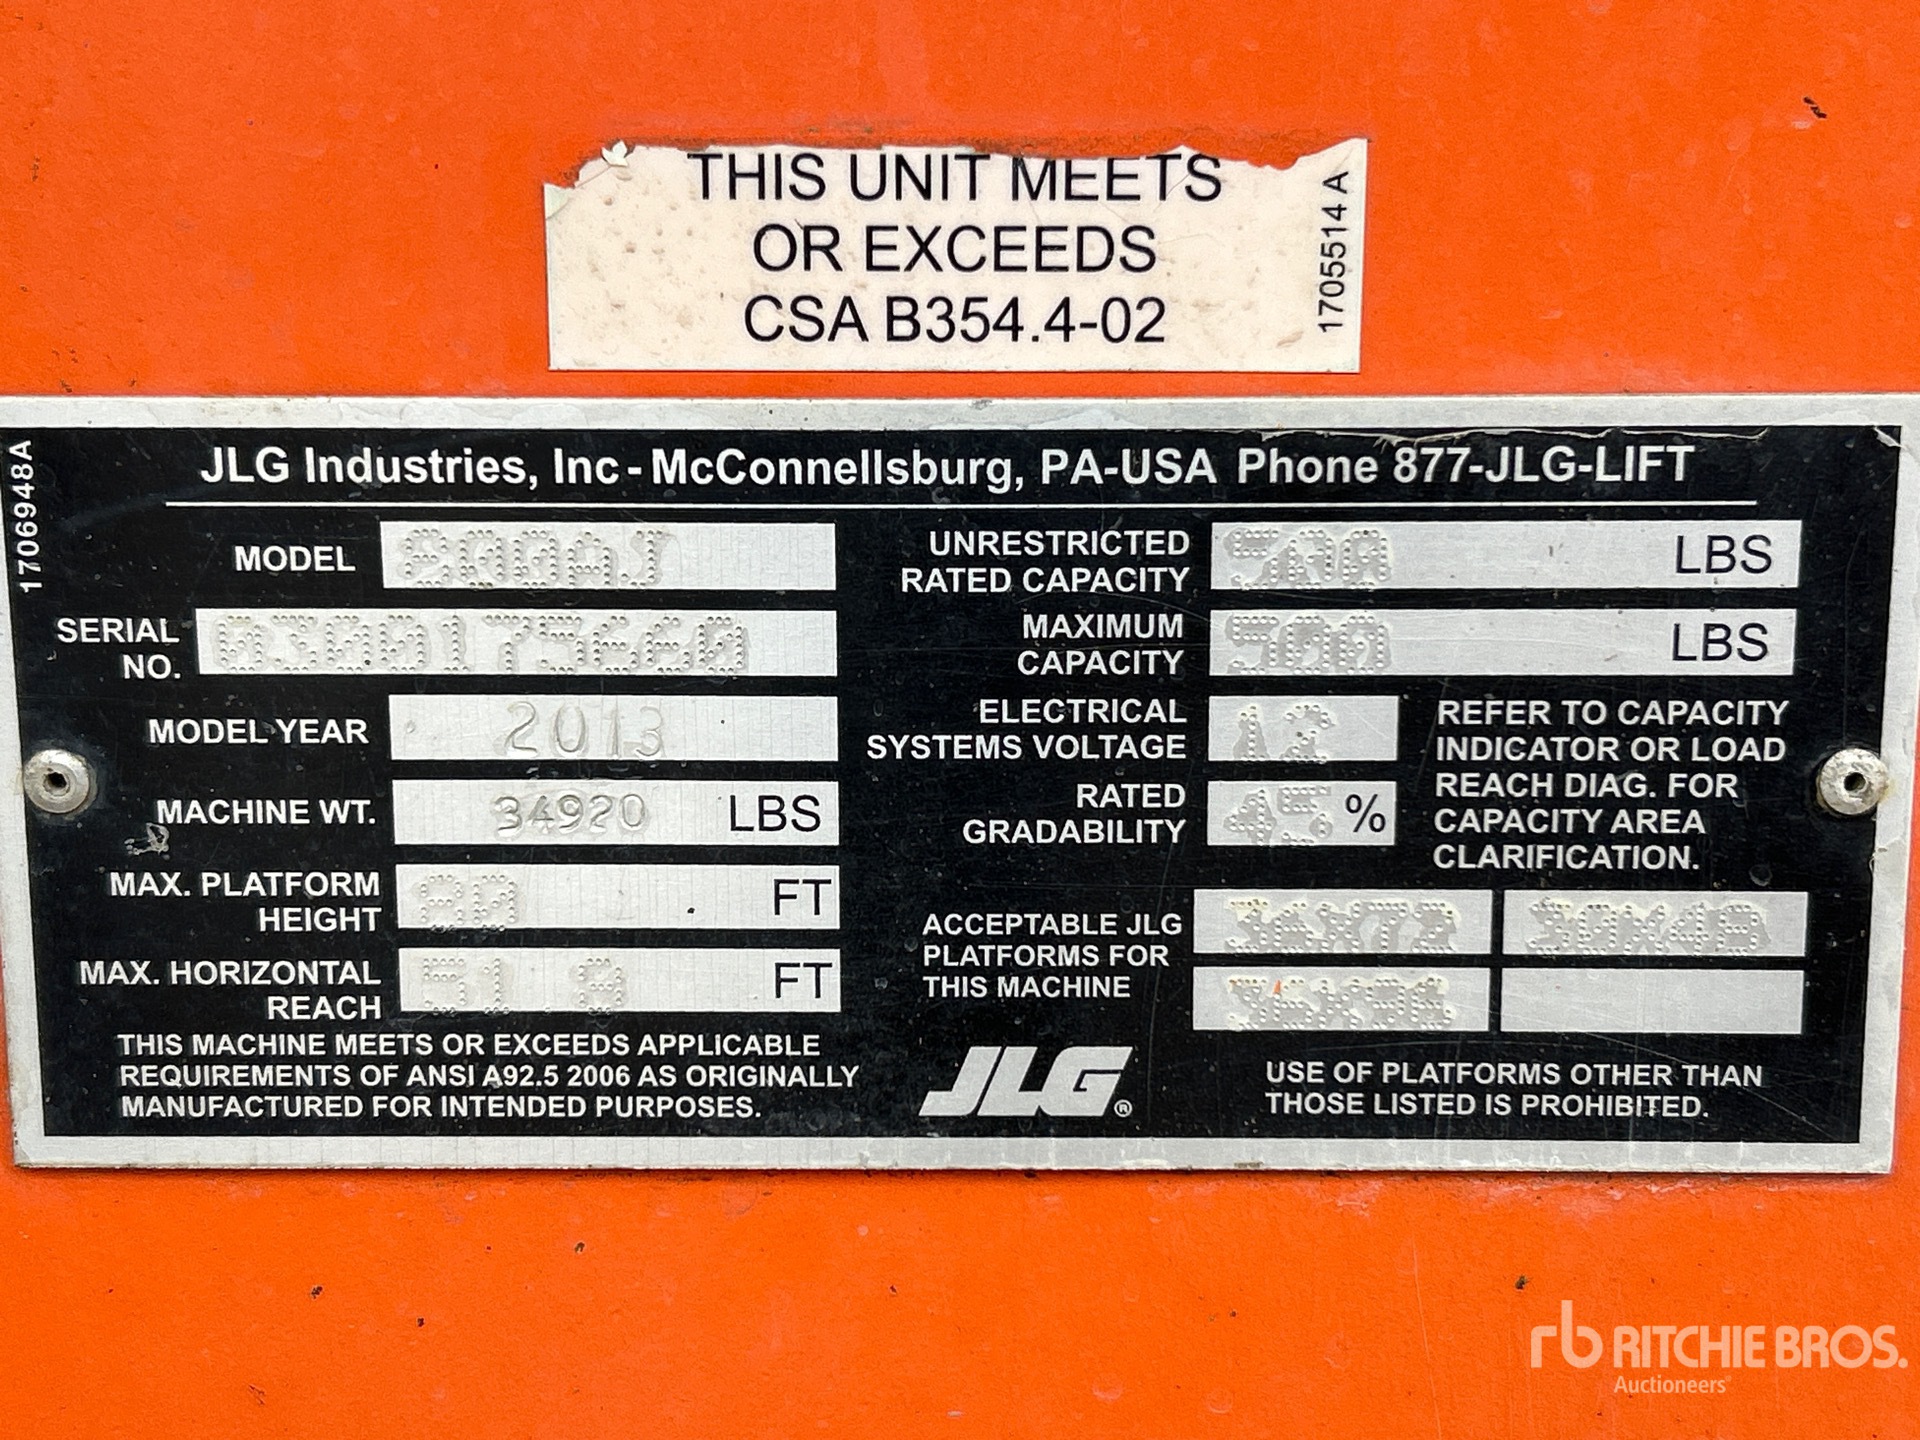 THIS UNIT MEETS
OR EXCEEDS
CSA B354.4-02
1705514 A
1706948A
JLG Industries, Inc - McConnellsburg, PA-USA Phone 877-JLG-LIFT
MODEL 800AJ
SERIAL NO. 0300175660
MODEL YEAR 2013
MACHINE WT. 34920 LBS
MAX. PLATFORM HEIGHT 80 FT
MAX. HORIZONTAL REACH 51.8 FT
THIS MACHINE MEETS OR EXCEEDS APPLICABLE
REQUIREMENTS OF ANSI A92.5 2006 AS ORIGINALLY
MANUFACTURED FOR INTENDED PURPOSES.
UNRESTRICTED RATED CAPACITY 500 LBS
MAXIMUM CAPACITY 500 LBS
ELECTRICAL SYSTEMS VOLTAGE 12
RATED GRADABILITY 45 %
REFER TO CAPACITY
INDICATOR OR LOAD
REACH DIAG. FOR
CAPACITY AREA
CLARIFICATION.
ACCEPTABLE JLG
PLATFORMS FOR
THIS MACHINE
36X72 30X48
36X96
JLG®
USE OF PLATFORMS OTHER THAN
THOSE LISTED IS PROHIBITED.
rb RITCHIE BROS.
Auctioneers